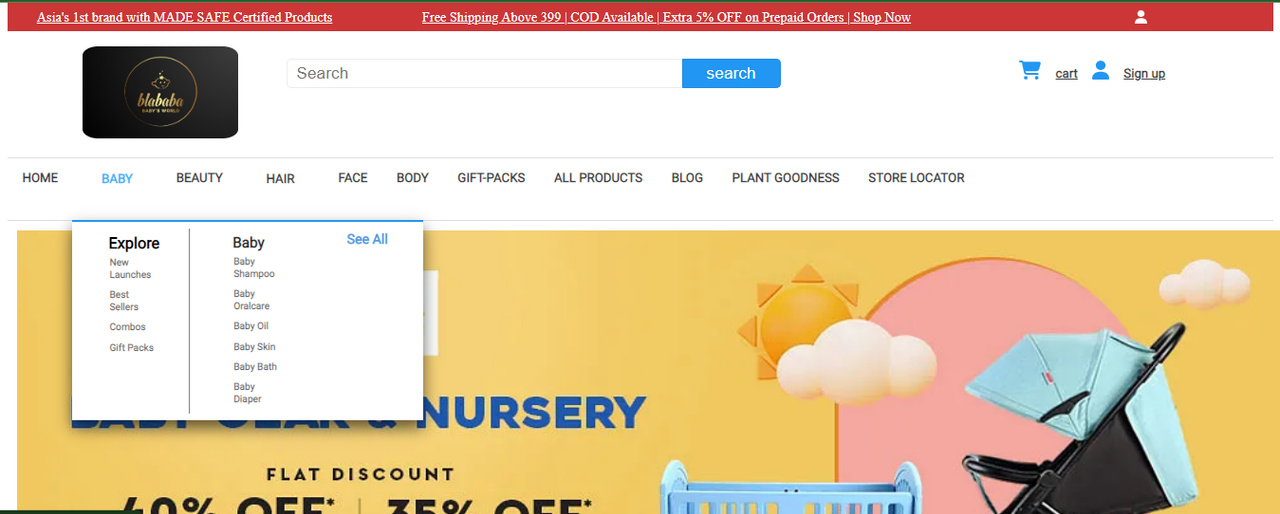 Asia's 1st brand with MADE SAFE Certified Products
Free Shipping Above 399 | COD Available | Extra 5% OFF on Prepaid Orders | Shop Now
blababa
BABY'S WORLD
Search
search
cart
Sign up
HOME
BABY
BEAUTY
HAIR
FACE
BODY
GIFT-PACKS
ALL PRODUCTS
BLOG
PLANT GOODNESS
STORE LOCATOR
Explore
New
Launches
Best
Sellers
Combos
Gift Packs
Baby
Baby
Shampoo
Baby
Oralcare
Baby Oil
Baby Skin
Baby Bath
Baby
Diaper
See All
BABY GEAR & NURSERY
FLAT DISCOUNT
40% OFF* | 35% OFF*